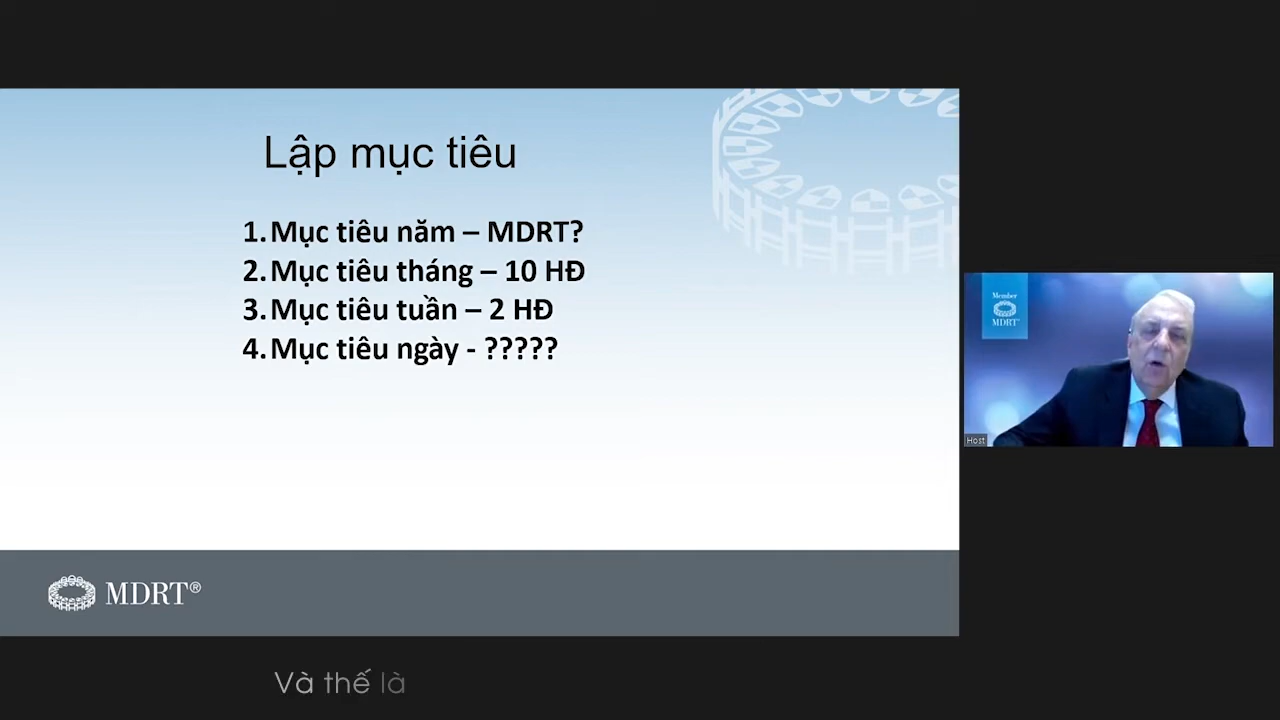 Lập mục tiêu
1. Mục tiêu năm – MDRT?
2. Mục tiêu tháng – 10 HĐ
3. Mục tiêu tuần – 2 HĐ
4. Mục tiêu ngày - ?????
Member
MDRT
Host
MDRT®
Và thế là